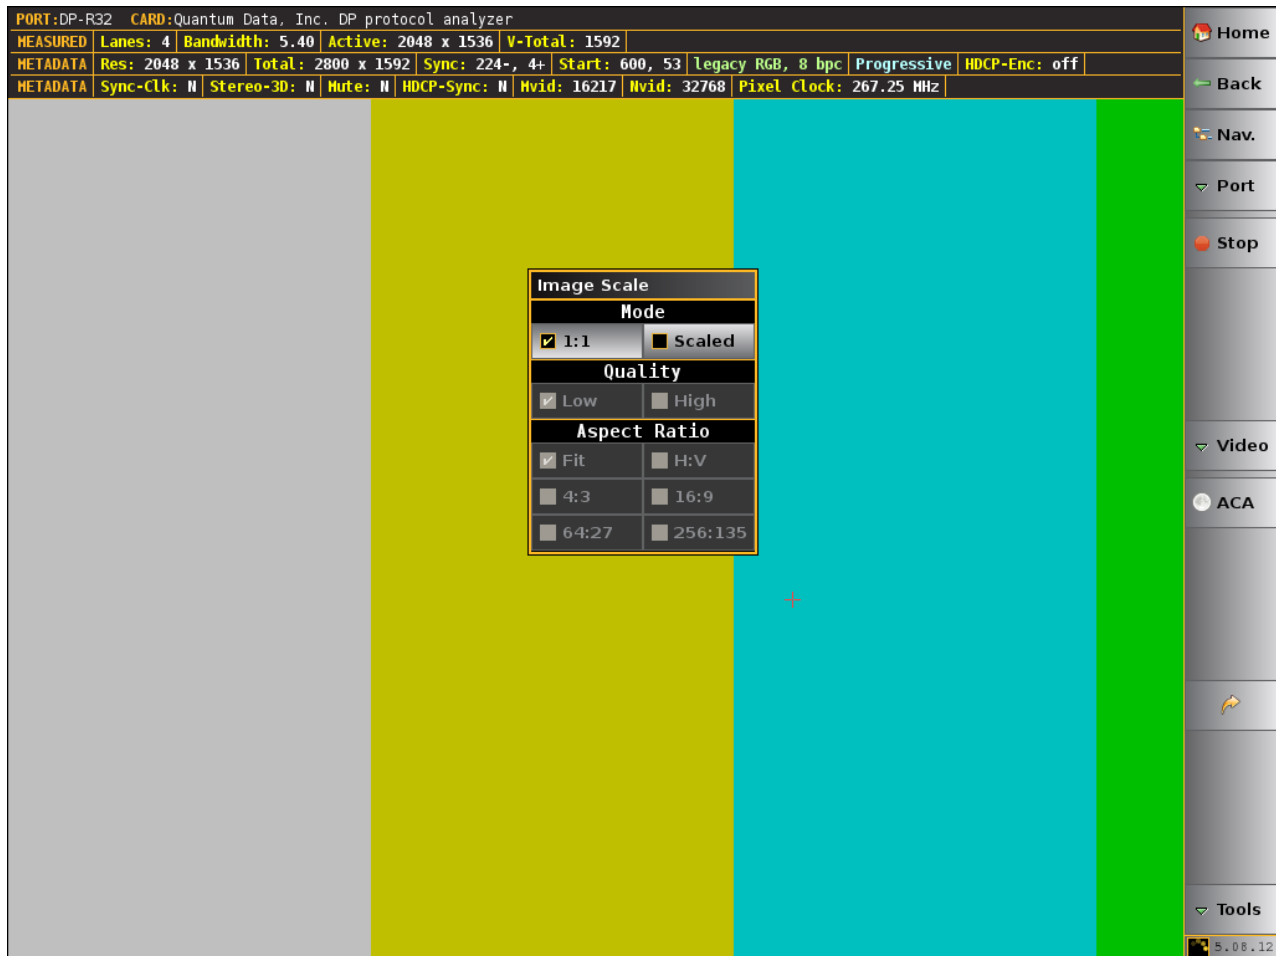 PORT:DP-R32 CARD:Quantum Data, Inc. DP protocol analyzer
MEASURED Lanes: 4 Bandwidth: 5.40 Active: 2048 x 1536 V-Total: 1592
METADATA Res: 2048 x 1536 Total: 2800 x 1592 Sync: 224-, 4+ Start: 600, 53 legacy RGB, 8 bpc Progressive HDCP-Enc: off
METADATA Sync-Clk: N Stereo-3D: N Mute: N HDCP-Sync: N Mvid: 16217 Nvid: 32768 Pixel Clock: 267.25 MHz
Home
Back
Nav.
Port
Stop
Image Scale
Mode
1:1 Scaled
Quality
Low High
Aspect Ratio
Fit H:V
4:3 16:9
64:27 256:135
Video
ACA
Tools
5.08.12